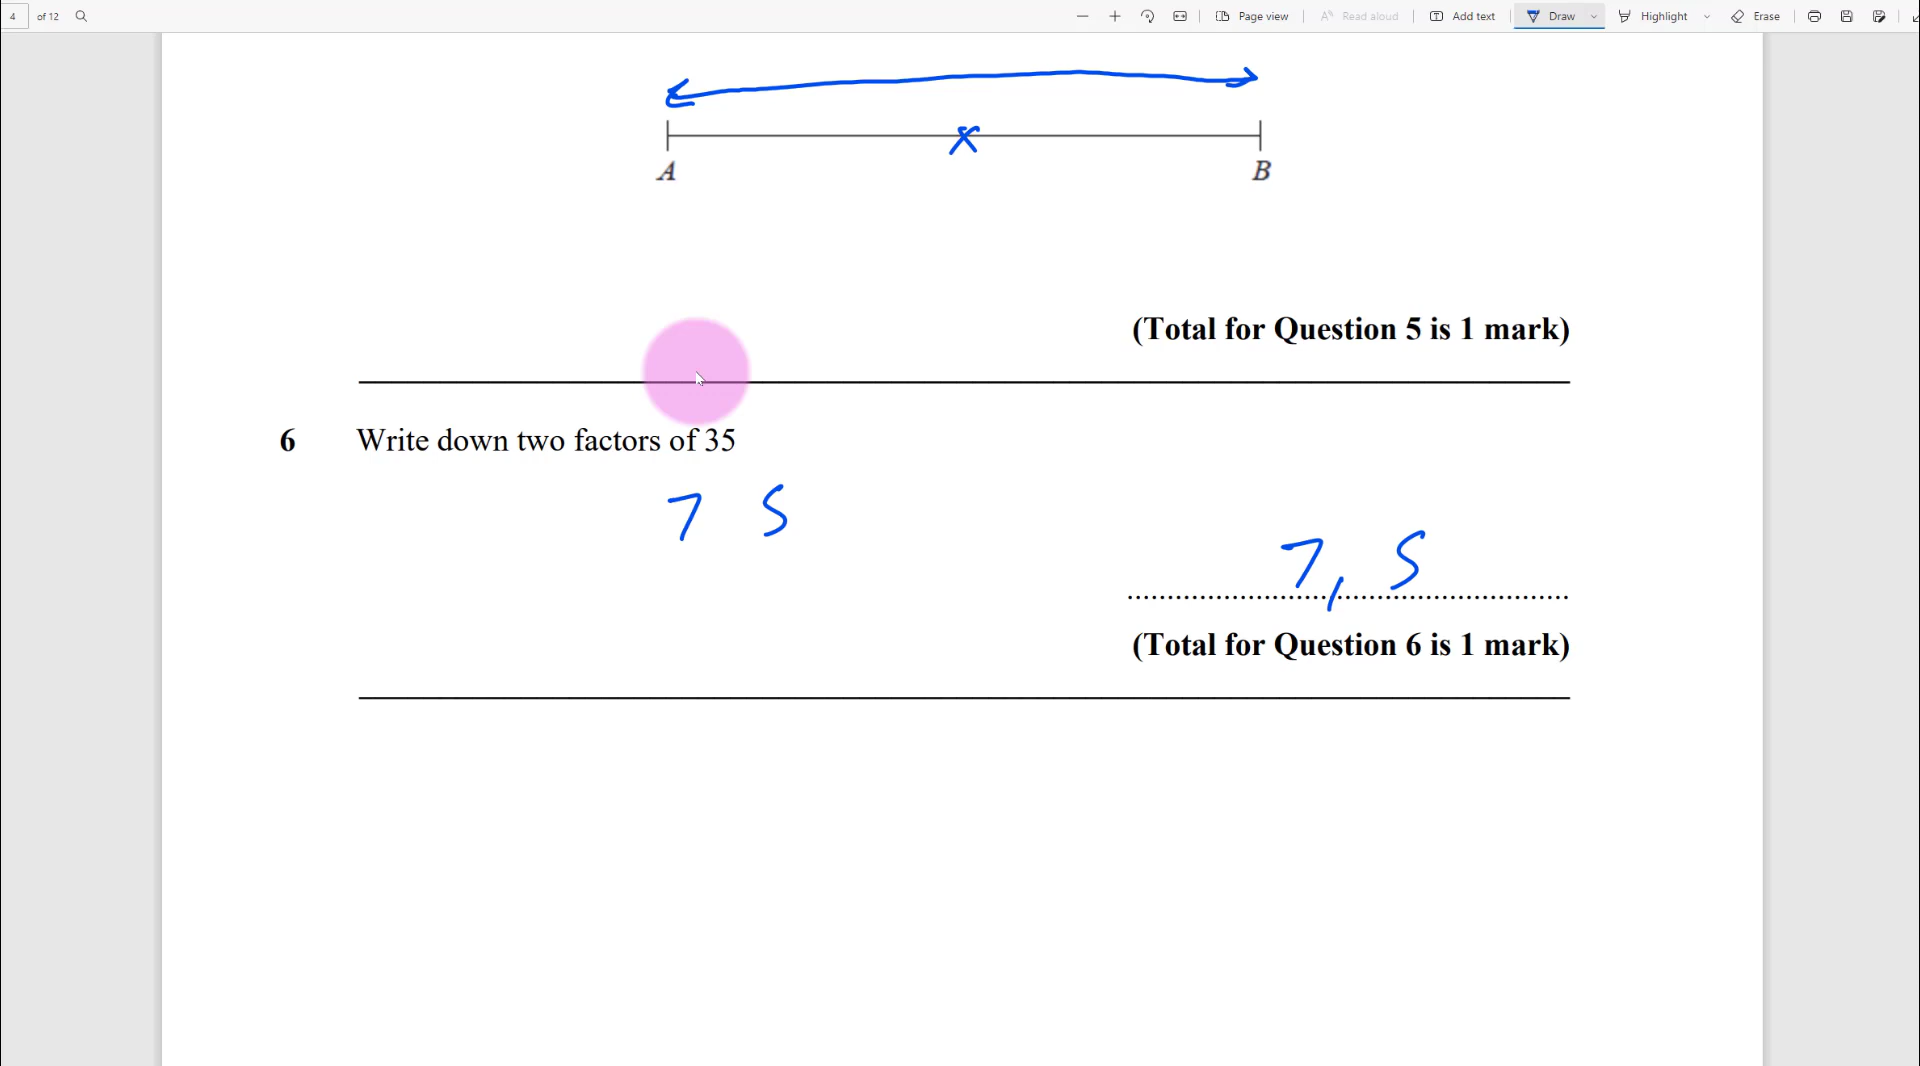 4 of 12 Page view Read aloud Add text Draw Highlight Erase
x
A B
(Total for Question 5 is 1 mark)
6 Write down two factors of 35
7 5
7, 5
(Total for Question 6 is 1 mark)